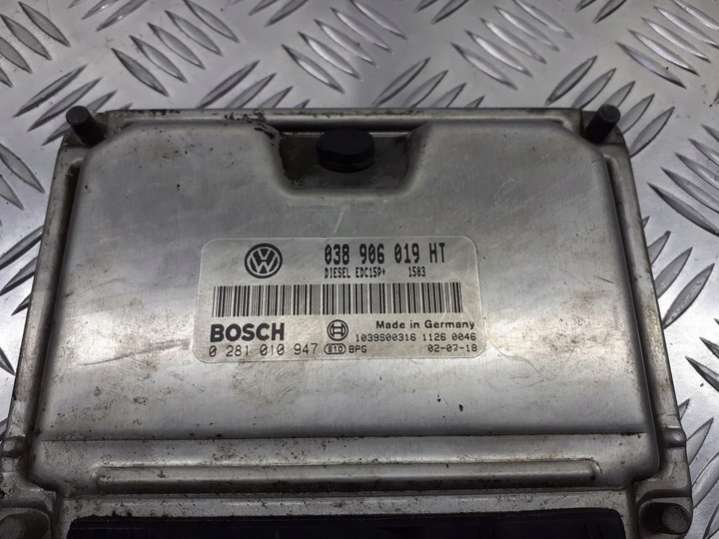 038 906 019 HT
DIESEL EDC15P+ 1503
BOSCH
Made in Germany
1039S00316 1126 0046
0 281 010 947 BPG 02-07-18